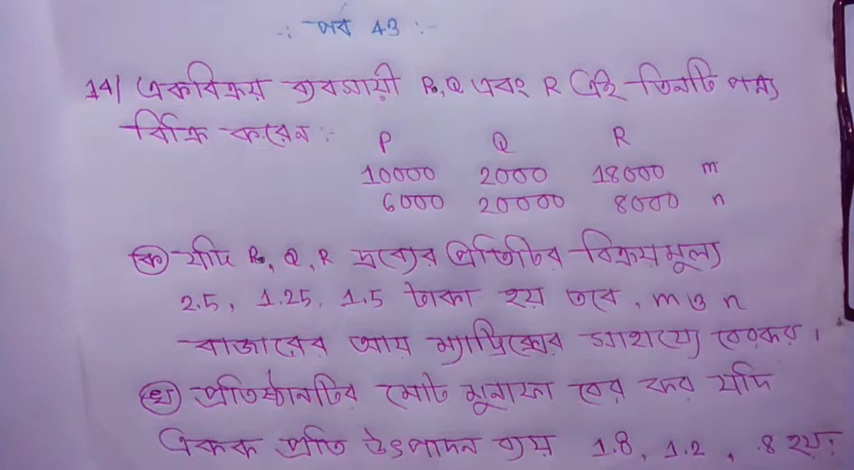 -: পর্ব 43 :-
14| একবিক্রয় ব্যবসায়ী P, Q এবং R এই তিনটি পন্য
বিক্রি করেন :
P Q R
10000 2000 18000 m
6000 20000 8000 n
(ক) যদি P, Q, R দ্রব্যের প্রতিটির বিক্রয়মূল্য
2.5, 1.25, 1.5 টাকা হয় তবে, m ও n
বাজারের আয় ম্যাট্রিক্সের সাহায্যে বেরকর।
(খ) প্রতিষ্ঠানটির মোট মুনাফা বের কর যদি
একক প্রতি উৎপাদন ব্যয় 1.8, 1.2, .8 হয়: